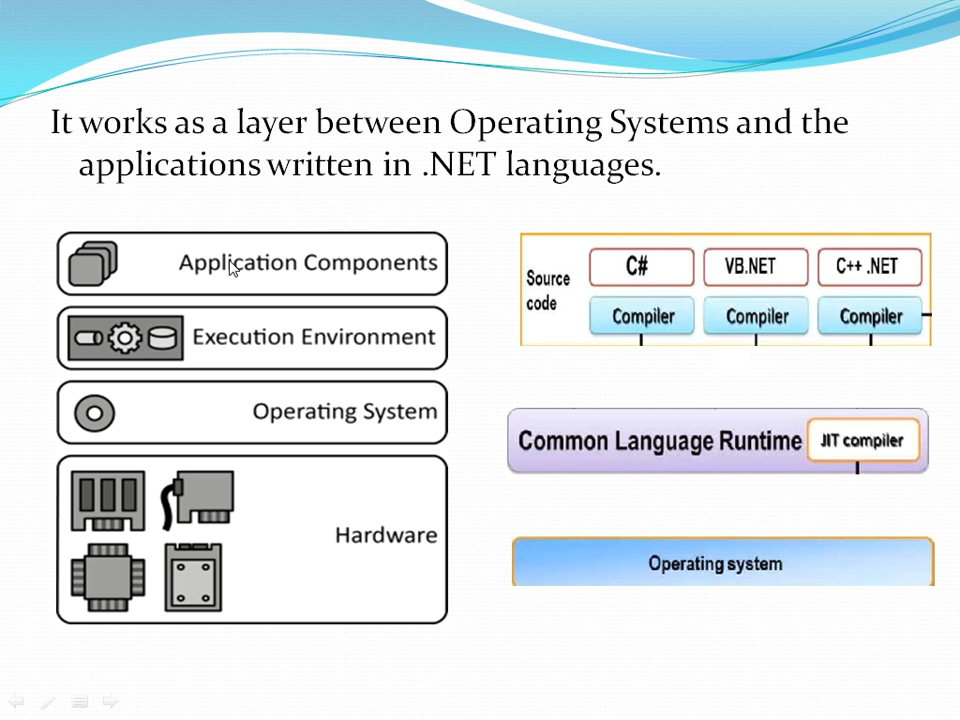 It works as a layer between Operating Systems and the
applications written in .NET languages.
Application Components
Execution Environment
Operating System
Hardware
Source
code
C#
VB.NET
C++ .NET
Compiler
Compiler
Compiler
Common Language Runtime
JIT compiler
Operating system